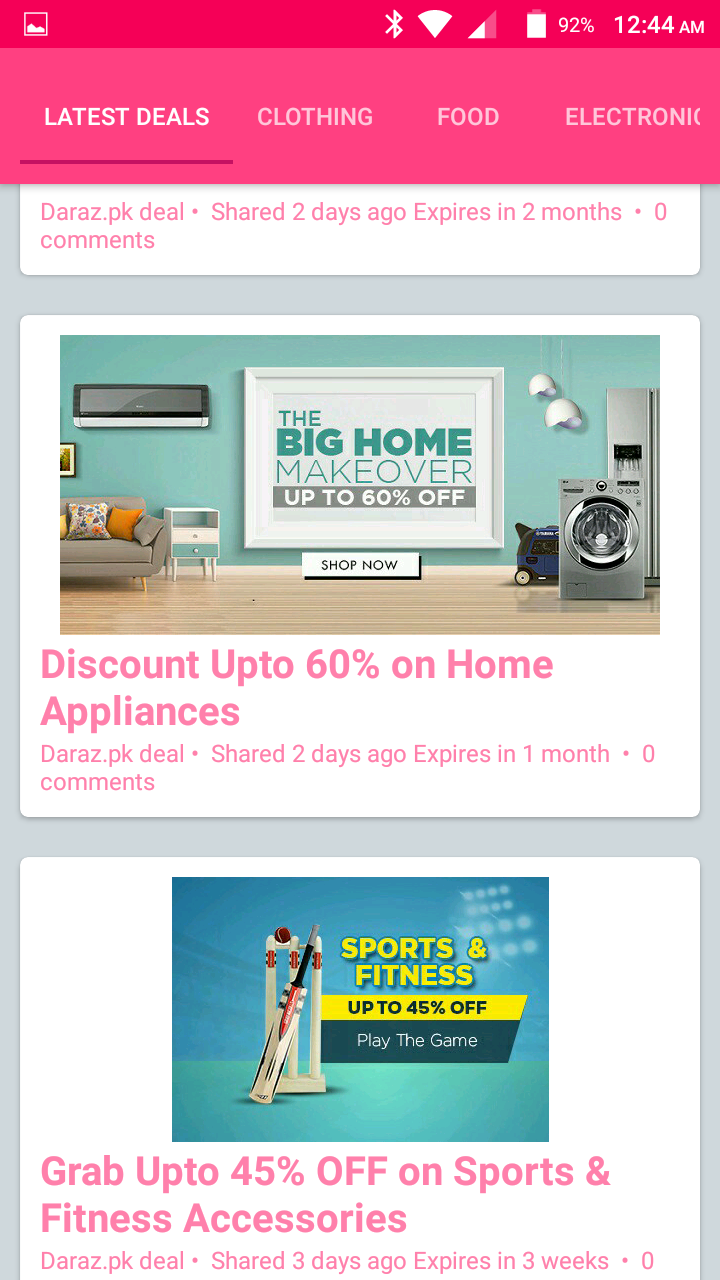 92% 12:44 AM
LATEST DEALS CLOTHING FOOD ELECTRONIC
Daraz.pk deal • Shared 2 days ago Expires in 2 months • 0
comments
THE
BIG HOME
MAKEOVER
UP TO 60% OFF
SHOP NOW
Discount Upto 60% on Home
Appliances
Daraz.pk deal • Shared 2 days ago Expires in 1 month • 0
comments
SPORTS &
FITNESS
UP TO 45% OFF
Play The Game
Grab Upto 45% OFF on Sports &
Fitness Accessories
Daraz.pk deal • Shared 3 days ago Expires in 3 weeks • 0